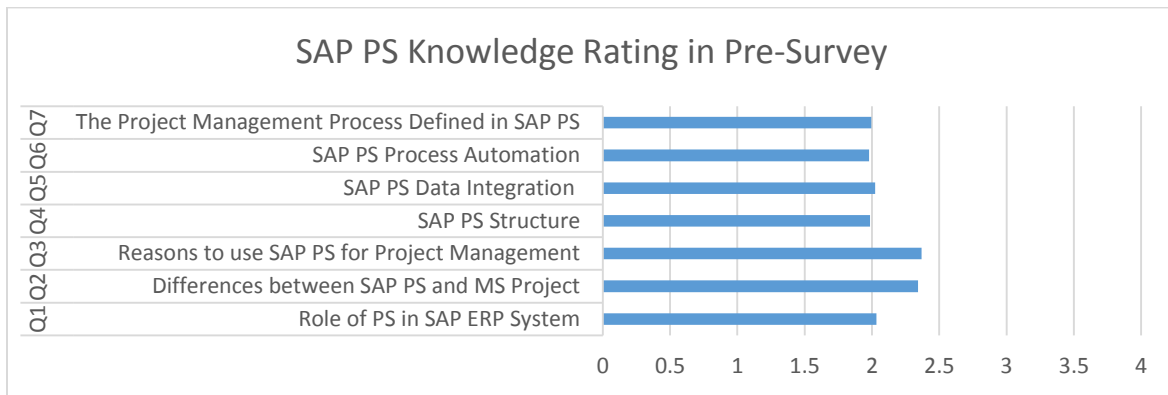 SAP PS Knowledge Rating in Pre-Survey
Q7 The Project Management Process Defined in SAP PS
Q6 SAP PS Process Automation
Q5 SAP PS Data Integration
Q4 SAP PS Structure
Q3 Reasons to use SAP PS for Project Management
Q2 Differences between SAP PS and MS Project
Q1 Role of PS in SAP ERP System
0 0.5 1 1.5 2 2.5 3 3.5 4